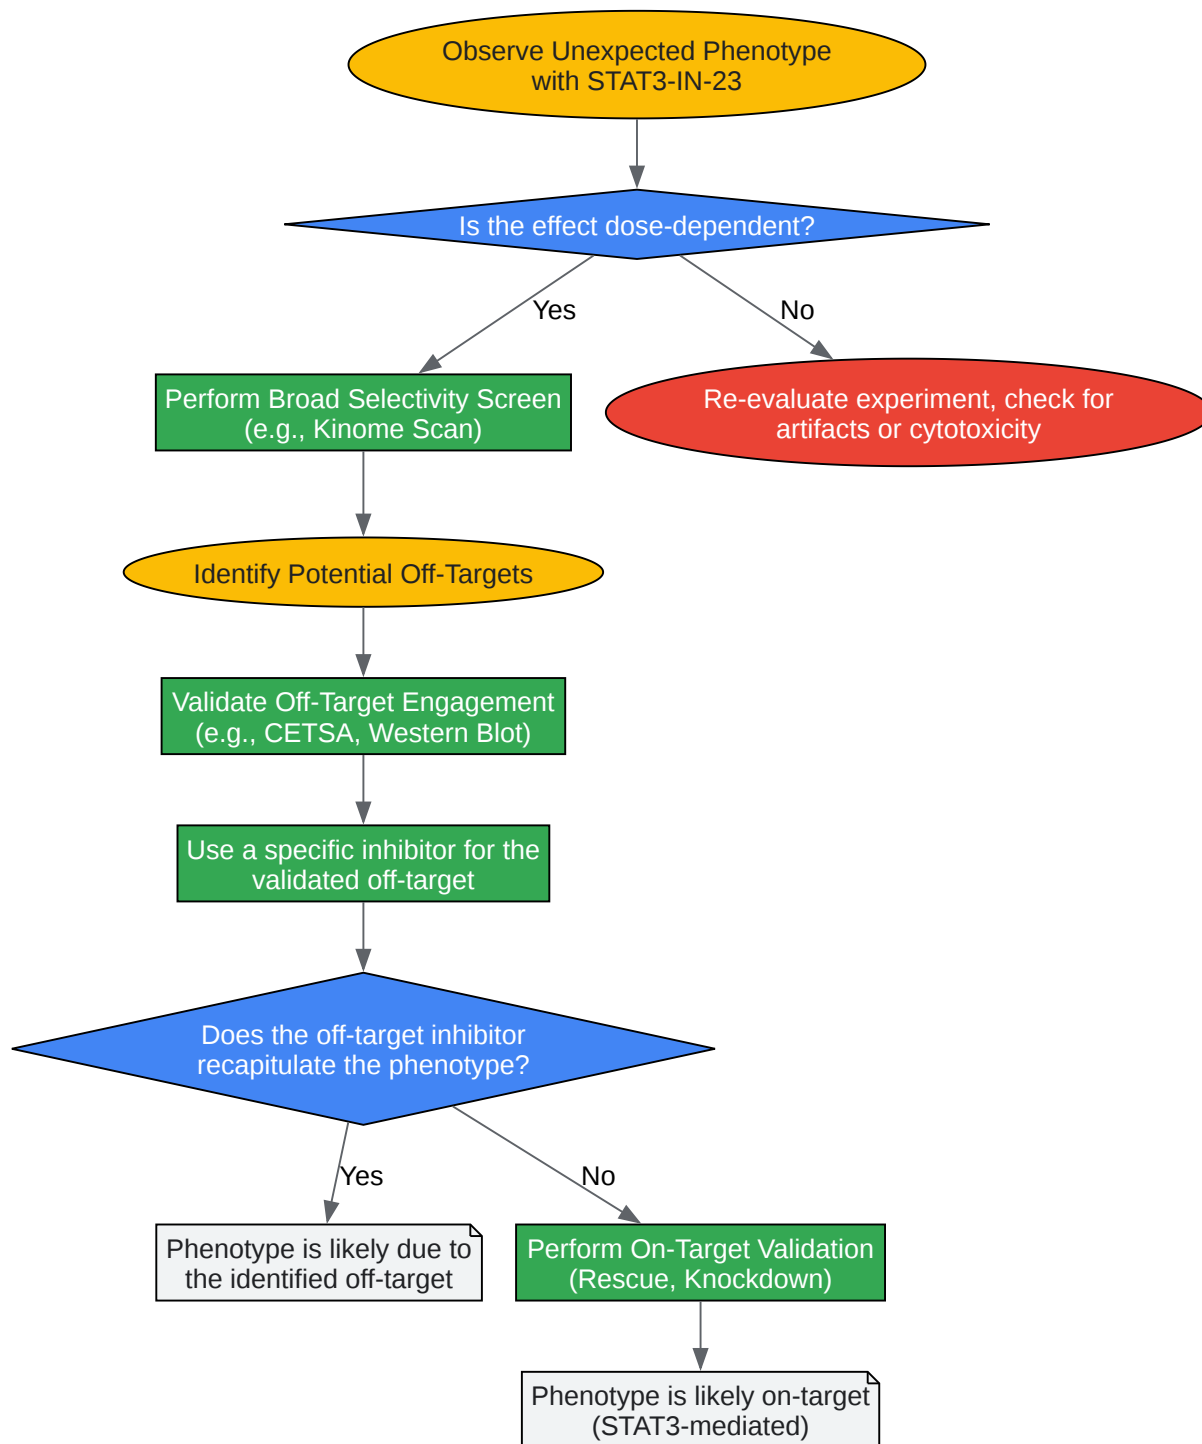 Observe Unexpected Phenotype
with STAT3-IN-23
Is the effect dose-dependent?
Yes
No
Perform Broad Selectivity Screen
(e.g., Kinome Scan)
Re-evaluate experiment, check for
artifacts or cytotoxicity
Identify Potential Off-Targets
Validate Off-Target Engagement
(e.g., CETSA, Western Blot)
Use a specific inhibitor for the
validated off-target
Does the off-target inhibitor
recapitulate the phenotype?
Yes
No
Phenotype is likely due to
the identified off-target
Perform On-Target Validation
(Rescue, Knockdown)
Phenotype is likely on-target
(STAT3-mediated)